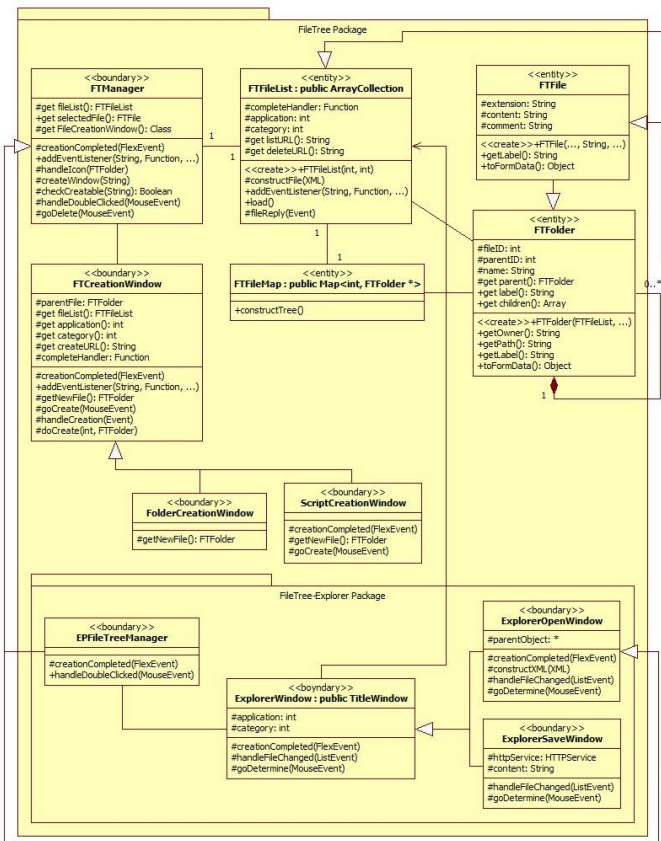 FileTree Package
<<boundary>>
FTManager
#get fileList(): FTFileList
+get selectedFile(): FTFile
#get FileCreationWindow(): Class
#creationCompleted(FlexEvent)
+addEventListener(String, Function, ...)
#handleIcon(FTFolder)
#createWindow(String)
#checkCreatable(String): Boolean
#handleDoubleClicked(MouseEvent)
#goDelete(MouseEvent)
1
1
<<entity>>
FTFileList : public ArrayCollection
#completeHandler: Function
#application: int
#category: int
#get listURL(): String
#get deleteURL(): String
<<create>>+FTFileList(int, int)
#constructFile(XML)
+addEventListener(String, Function, ...)
+load()
#fileReply(Event)
1
1
<<entity>>
FTFile
#extension: String
#content: String
#comment: String
<<create>>+FTFile(..., String, ...)
+getLabel(): String
+toFormData(): Object
<<entity>>
FTFolder
#fileID: int
#parentID: int
#name: String
#get parent(): FTFolder
+get label(): String
+get children(): Array
<<create>>+FTFolder(FTFileList, ...)
+getOwner(): String
+getPath(): String
+getLabel(): String
+toFormData(): Object
0..*
1
<<entity>>
FTFileMap : public Map<int, FTFolder *>
+constructTree()
<<boundary>>
FTCreationWindow
#parentFile: FTFolder
#get fileList(): FTFileList
#get application(): int
#get category(): int
#get createURL(): String
#completeHandler: Function
#creationCompleted(FlexEvent)
+addEventListener(String, Function, ...)
#getNewFile(): FTFolder
#goCreate(MouseEvent)
#handleCreation(Event)
#doCreate(int, FTFolder)
<<boundary>>
FolderCreationWindow
#getNewFile(): FTFolder
<<boundary>>
ScriptCreationWindow
#creationCompleted(FlexEvent)
#getNewFile(): FTFolder
#goCreate(MouseEvent)
FileTree-Explorer Package
<<boundary>>
EPFileTreeManager
#creationCompleted(FlexEvent)
+handleDoubleClicked(MouseEvent)
<<boyndary>>
ExplorerWindow : public TitleWindow
#application: int
#category: int
#creationCompleted(FlexEvent)
#handleFileChanged(ListEvent)
#goDetermine(MouseEvent)
<<boundary>>
ExplorerOpenWindow
#parentObject: *
#creationCompleted(FlexEvent)
#constructXML(XML)
#handleFileChanged(ListEvent)
#goDetermine(MouseEvent)
<<boundary>>
ExplorerSaveWindow
#httpService: HTTPService
#content: String
#handleFileChanged(ListEvent)
#goDetermine(MouseEvent)